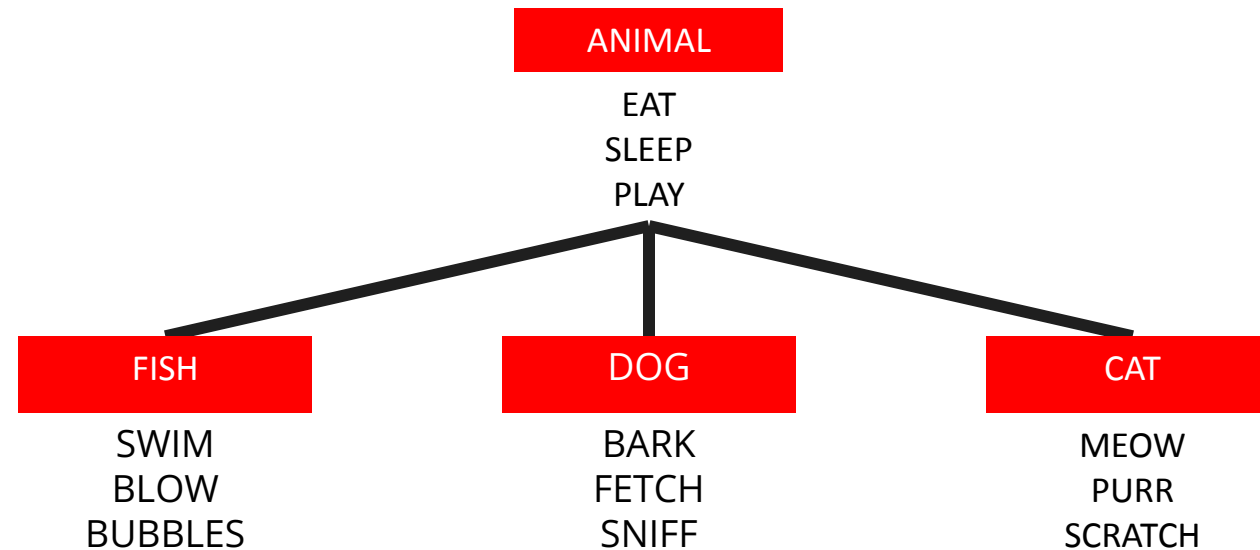 ANIMAL
EAT
SLEEP
PLAY
FISH
SWIM
BLOW
BUBBLES
DOG
BARK
FETCH
SNIFF
CAT
MEOW
PURR
SCRATCH